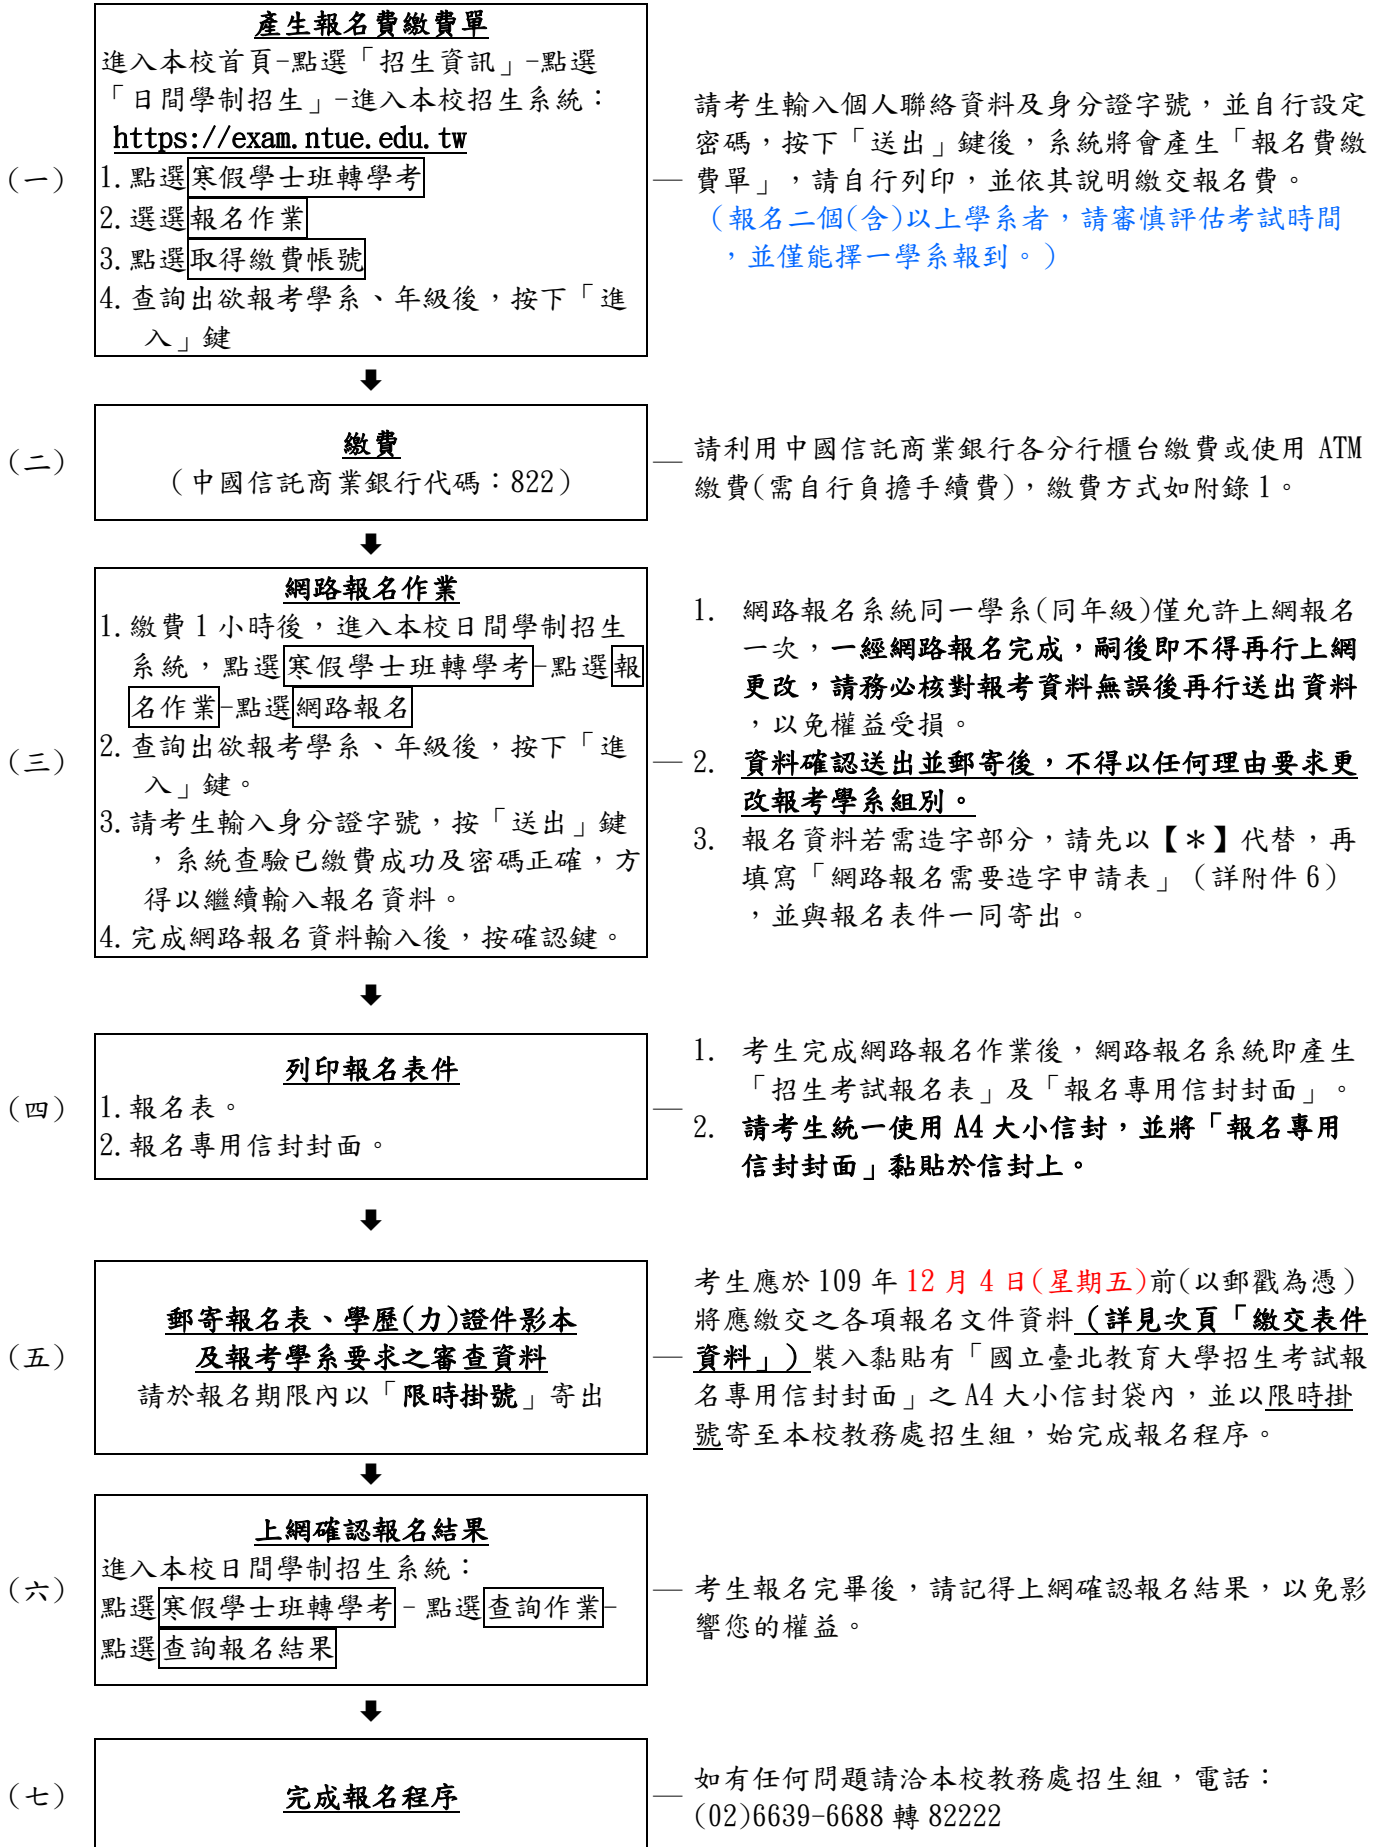 產生報名費繳費單
進入本校首頁-點選「招生資訊」-點選
「日間學制招生」-進入本校招生系統：
https://exam.ntue.edu.tw
(一)
1.點選寒假學士班轉學考
2.選選報名作業
3.點選取得繳費帳號
4.查詢出欲報考學系、年級後，按下「進
入」鍵
請考生輸入個人聯絡資料及身分證字號，並自行設定
密碼，按下「送出」鍵後，系統將會產生「報名費繳
費單」，請自行列印，並依其說明繳交報名費。
（報名二個(含)以上學系者，請審慎評估考試時間
，並僅能擇一學系報到。）
(二)
繳費
（中國信託商業銀行代碼：822）
請利用中國信託商業銀行各分行櫃台繳費或使用 ATM
繳費(需自行負擔手續費)，繳費方式如附錄 1。
(三)
網路報名作業
1.繳費 1 小時後，進入本校日間學制招生
系統，點選寒假學士班轉學考-點選報
名作業-點選網路報名
2.查詢出欲報考學系、年級後，按下「進
入」鍵。
3.請考生輸入身分證字號，按「送出」鍵
，系統查驗已繳費成功及密碼正確，方
得以繼續輸入報名資料。
4.完成網路報名資料輸入後，按確認鍵。
1. 網路報名系統同一學系(同年級)僅允許上網報名
一次，一經網路報名完成，嗣後即不得再行上網
更改，請務必核對報考資料無誤後再行送出資料
，以免權益受損。
2. 資料確認送出並郵寄後，不得以任何理由要求更
改報考學系組別。
3. 報名資料若需造字部分，請先以【＊】代替，再
填寫「網路報名需要造字申請表」（詳附件 6）
，並與報名表件一同寄出。
(四)
列印報名表件
1.報名表。
2.報名專用信封封面。
1. 考生完成網路報名作業後，網路報名系統即產生
「招生考試報名表」及「報名專用信封封面」。
2. 請考生統一使用 A4 大小信封，並將「報名專用
信封封面」黏貼於信封上。
(五)
郵寄報名表、學歷(力)證件影本
及報考學系要求之審查資料
請於報名期限內以「限時掛號」寄出
考生應於 109 年 12 月 4 日(星期五)前(以郵戳為憑)
將應繳交之各項報名文件資料（詳見次頁「繳交表件
資料」）裝入黏貼有「國立臺北教育大學招生考試報
名專用信封封面」之 A4 大小信封袋內，並以限時掛
號寄至本校教務處招生組，始完成報名程序。
(六)
上網確認報名結果
進入本校日間學制招生系統：
點選寒假學士班轉學考 - 點選查詢作業-
點選查詢報名結果
考生報名完畢後，請記得上網確認報名結果，以免影
響您的權益。
(七)
完成報名程序
如有任何問題請洽本校教務處招生組，電話：
(02)6639-6688 轉 82222